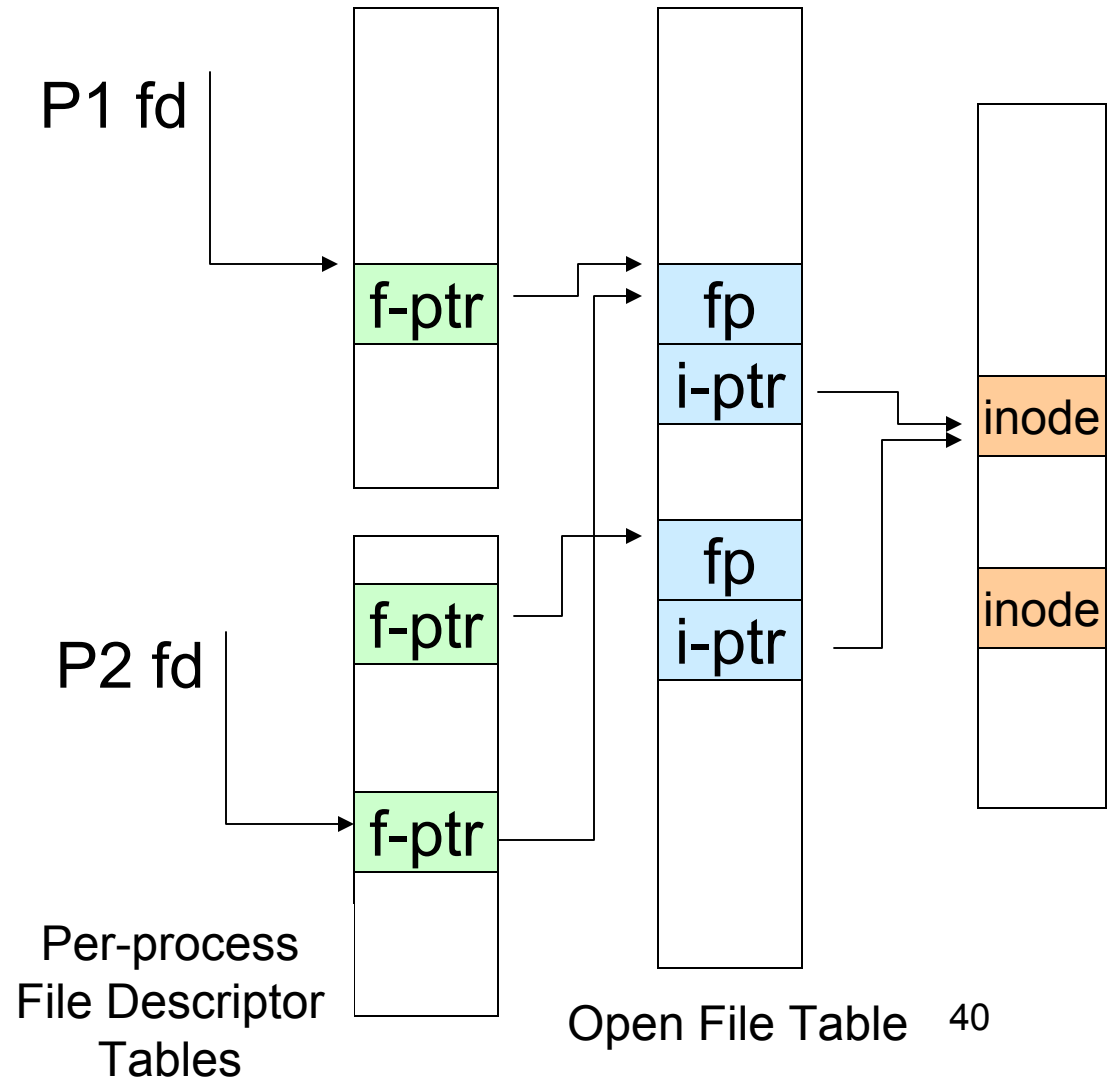 P1 fd
f-ptr
fp
i-ptr
inode
fp
i-ptr
inode
f-ptr
P2 fd
f-ptr
Per-process
File Descriptor
Tables
Open File Table
40